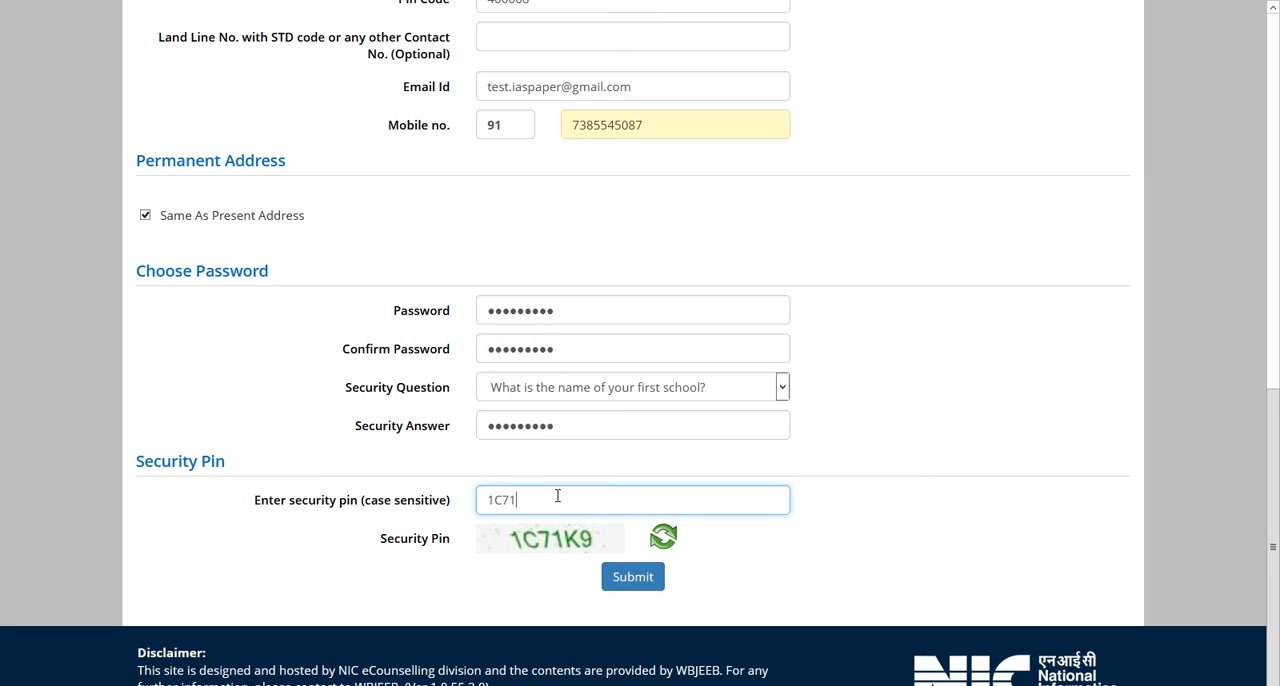 Land Line No. with STD code or any other Contact
No. (Optional)
Email Id test.iaspaper@gmail.com
Mobile no. 91 7385545087
Permanent Address
Same As Present Address
Choose Password
Password •••••••••
Confirm Password •••••••••
Security Question What is the name of your first school?
Security Answer •••••••••
Security Pin
Enter security pin (case sensitive) 1C71
Security Pin 1C71K9
Submit
Disclaimer:
This site is designed and hosted by NIC eCounselling division and the contents are provided by WBJEEB. For any
NIC एन आई सी
National